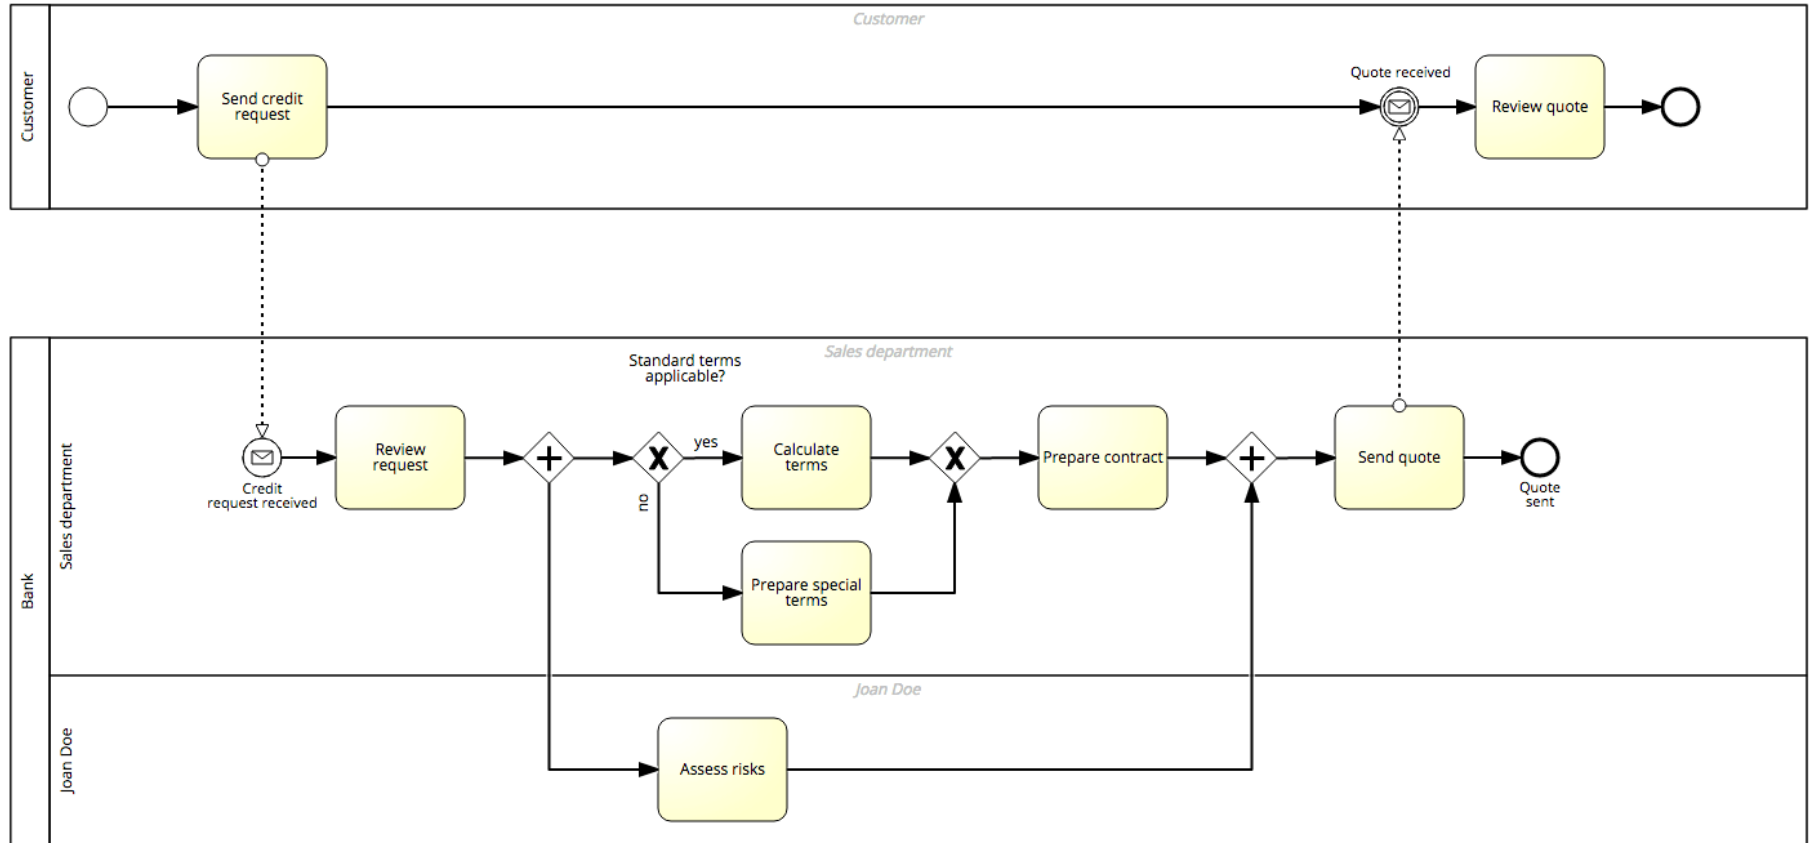 Customer
Customer
Send credit
request
Quote received
Review quote
Bank
Sales department
Sales department
Standard terms
applicable?
Credit
request received
Review
request
yes
no
Calculate
terms
Prepare special
terms
Prepare contract
Send quote
Quote
sent
Joan Doe
Joan Doe
Assess risks